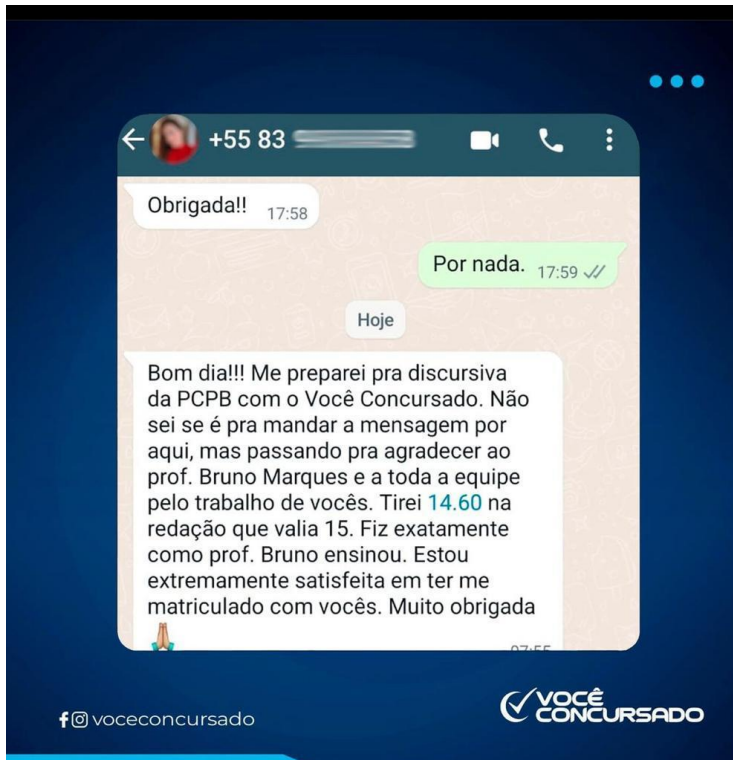 +55 83
Obrigada!! 17:58
Por nada. 17:59
Hoje
Bom dia!!! Me preparei pra discursiva
da PCPB com o Você Concursado. Não
sei se é pra mandar a mensagem por
aqui, mas passando pra agradecer ao
prof. Bruno Marques e a toda a equipe
pelo trabalho de vocês. Tirei 14.60 na
redação que valia 15. Fiz exatamente
como prof. Bruno ensinou. Estou
extremamente satisfeita em ter me
matriculado com vocês. Muito obrigada
voceconcursado
VOCÊ
CONCURSADO